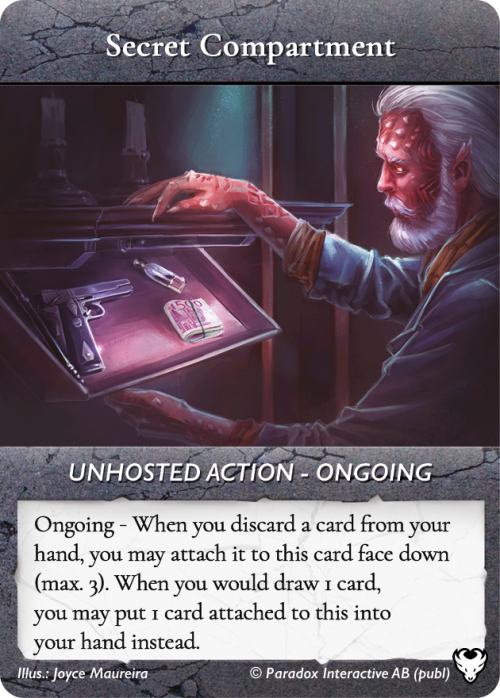 Secret Compartment
UNHOSTED ACTION - ONGOING
Ongoing - When you discard a card from your
hand, you may attach it to this card face down
(max. 3). When you would draw 1 card,
you may put 1 card attached to this into
your hand instead.
Illus.: Joyce Maureira © Paradox Interactive AB (publ)